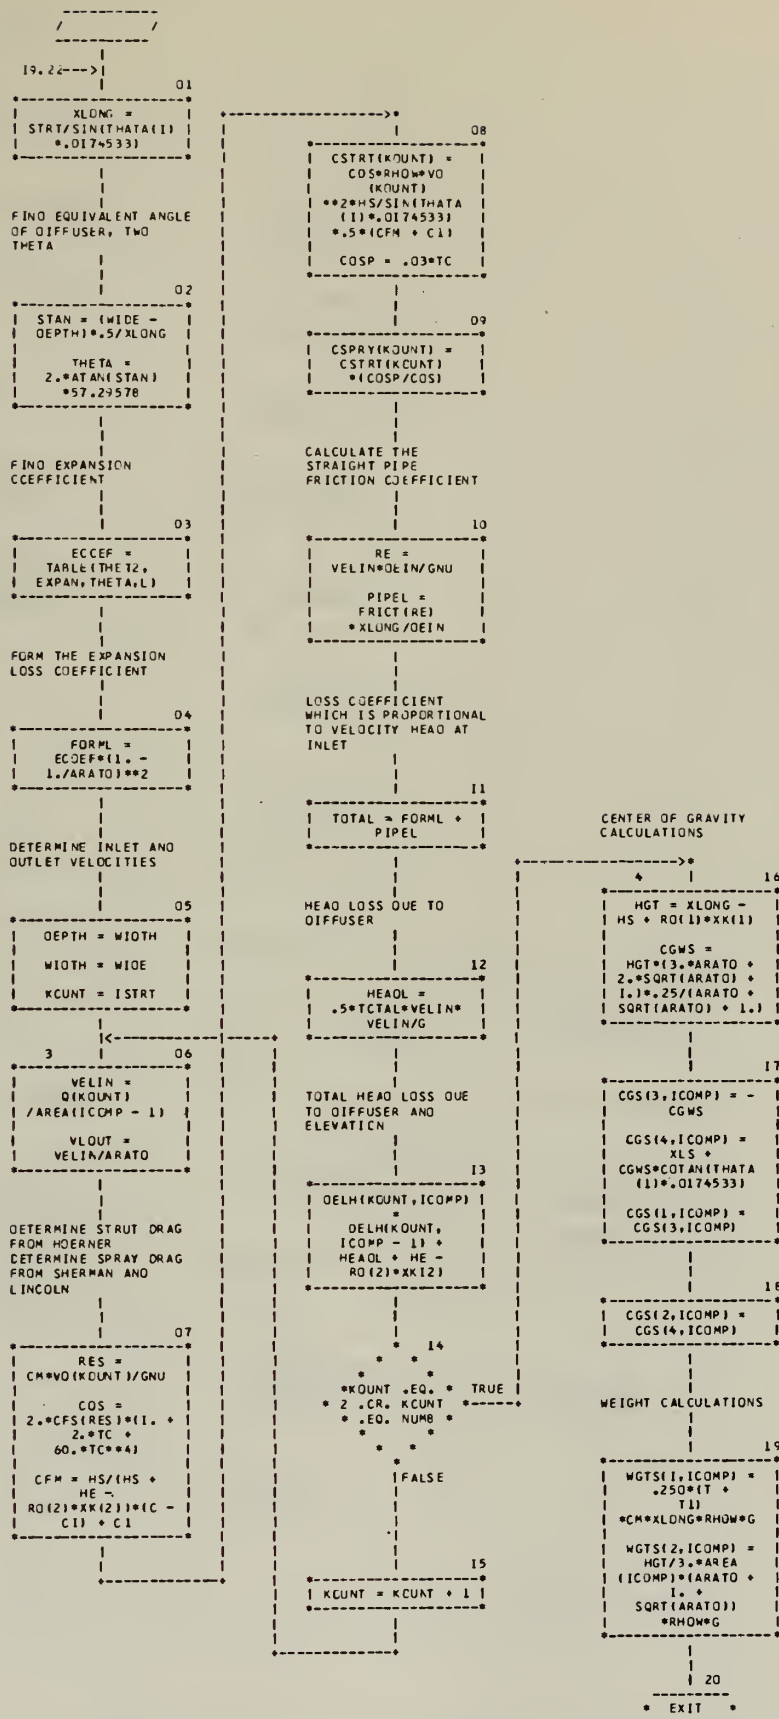 19.22--->
01
XLONG =
STRT/SIN(THATA(I)
*.0174533)
FIND EQUIVALENT ANGLE
OF DIFFUSER, TWO
THETA
02
STAN = (WIDE -
DEPTH)*.5/XLONG
THETA =
2.*ATAN(STAN)
*57.29578
FIND EXPANSION
COEFFICIENT
03
ECCEF =
TABLE(THET2,
EXPAN,THETA,L)
FORM THE EXPANSION
LOSS COEFFICIENT
04
FORML =
ECOEF*(1. -
1./ARATO)**2
DETERMINE INLET AND
OUTLET VELOCITIES
05
DEPTH = WIDTH
WIDTH = WIDE
KCUNT = ISTRT
3 06
VELIN =
Q(KOUNT)
/AREA(ICOMP - 1)
VLOUT =
VELIN/ARATO
DETERMINE STRUT DRAG
FROM HOERNER
DETERMINE SPRAY DRAG
FROM SHERMAN AND
LINCOLN
07
RES =
CM*VO(KOUNT)/GNU
COS =
2.*CFS(RES)*(1. +
2.*TC +
60.*TC**4)
CFM = HS/(HS +
HE -
RO(2)*XK(2))*(C -
C1) + C1
08
CSTRT(KOUNT) =
COS*RHOW*VO
(KOUNT)
**2*HS/SIN(THATA
(I)*.0174533)
*.5*(CFM + C1)
COSP = .03*TC
09
CSPRY(KOUNT) =
CSTRT(KCUNT)
*(COSP/COS)
CALCULATE THE
STRAIGHT PIPE
FRICTION COEFFICIENT
10
RE =
VELIN*DEIN/GNU
PIPEL =
FRICT(RE)
*XLONG/DEIN
LOSS COEFFICIENT
WHICH IS PROPORTIONAL
TO VELOCITY HEAD AT
INLET
11
TOTAL = FORML +
PIPEL
HEAD LOSS DUE TO
DIFFUSER
12
HEADL =
.5*TCTAL*VELIN*
VELIN/G
TOTAL HEAD LOSS DUE
TO DIFFUSER AND
ELEVATION
13
DELH(KOUNT,ICOMP)
=
DELH(KOUNT,
ICOMP - 1) +
HEADL + HE -
RO(2)*XK(2)
14
*KOUNT .EQ. * TRUE
* 2 .CR. KCUNT
* .EQ. NUMB *
FALSE
15
KCUNT = KCUNT + 1
CENTER OF GRAVITY
CALCULATIONS
4 16
HGT = XLONG -
HS + RO(1)*XK(1)
CGWS =
HGT*(3.*ARATO +
2.*SQRT(ARATO) +
1.)*.25/(ARATO +
SQRT(ARATO) + 1.)
17
CGS(3,ICOMP) = -
CGWS
CGS(4,ICOMP) =
XLS +
CGWS*COTAN(THATA
(1)*.0174533)
CGS(1,ICOMP) =
CGS(3,ICOMP)
18
CGS(2,ICOMP) =
CGS(4,ICOMP)
WEIGHT CALCULATIONS
19
WGTS(1,ICOMP) =
.250*(T +
T1)
*CM*XLONG*RHOW*G
WGTS(2,ICOMP) =
HGT/3.*AREA
(ICOMP)*(ARATO +
1. +
SQRT(ARATO))
*RHOW*G
20
* EXIT *